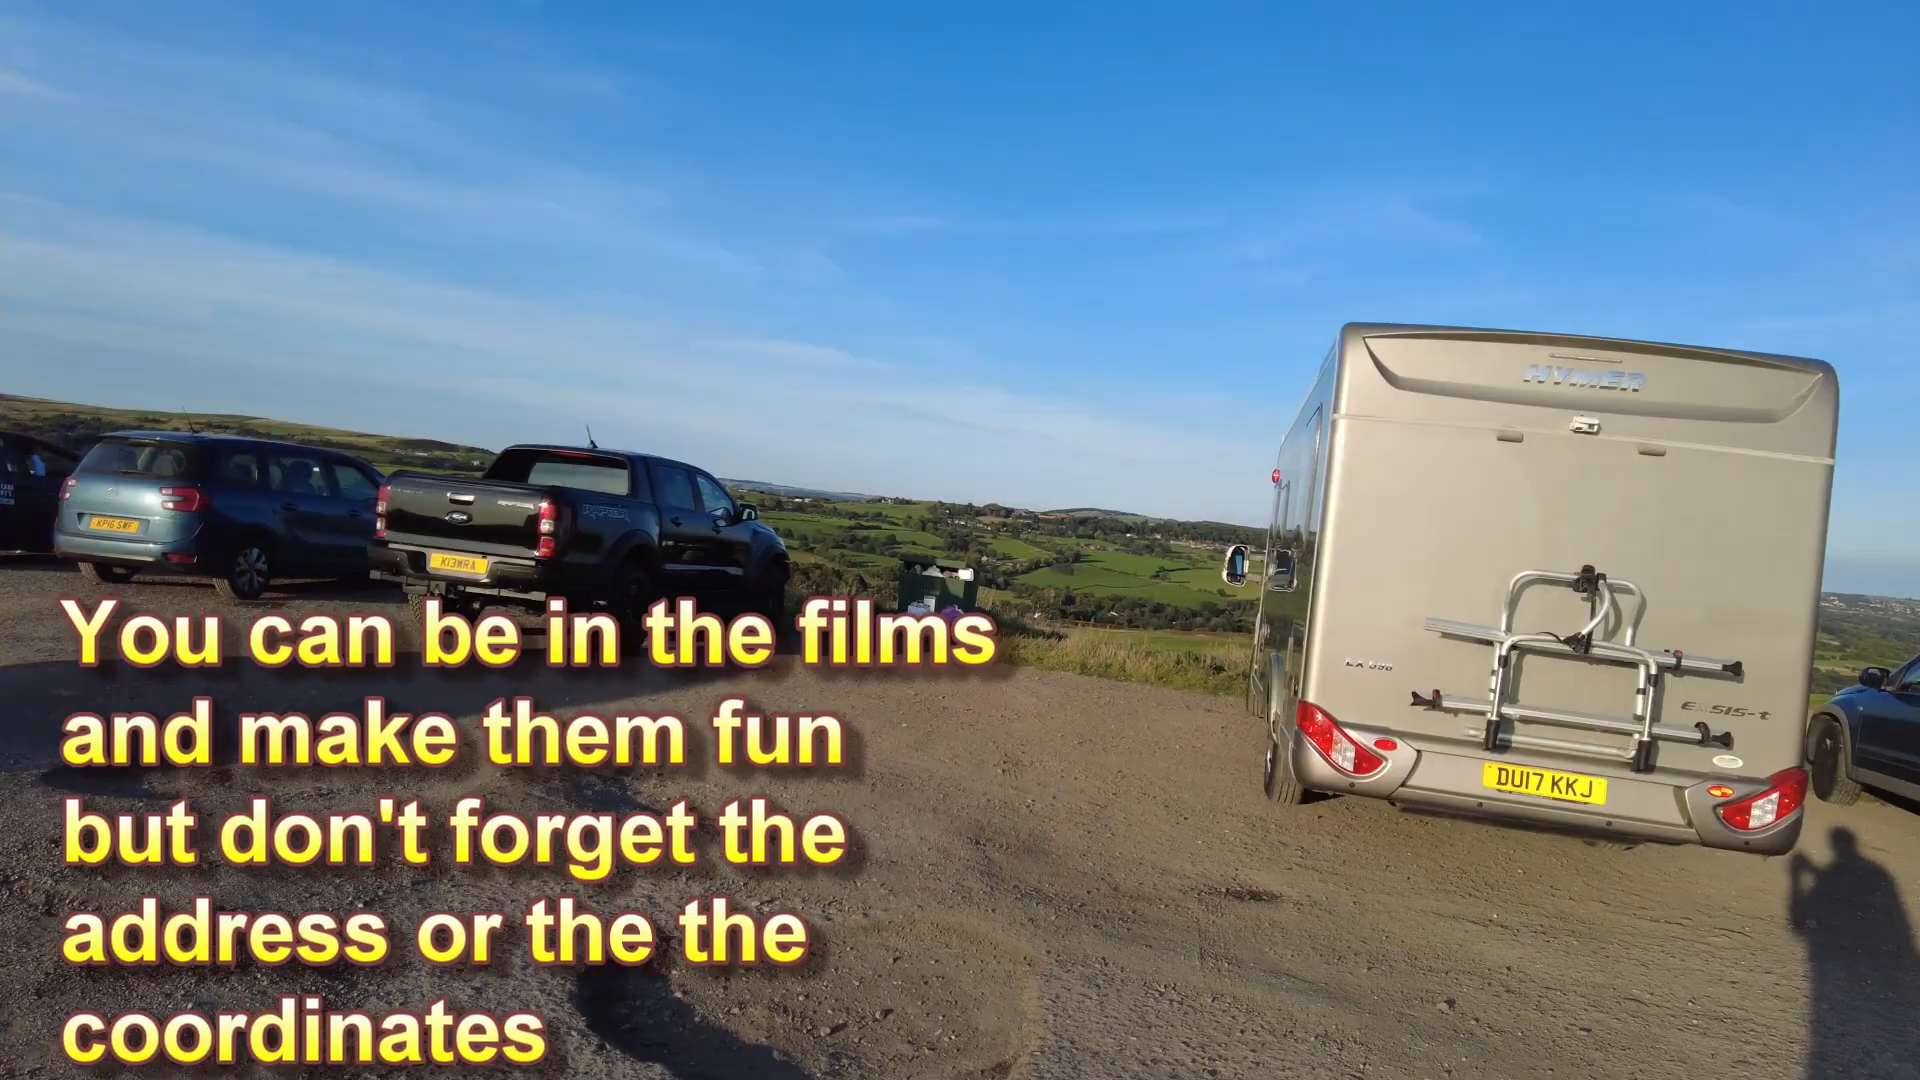 HYMER
KP16 SWF
RAPTOR
K13WRA
You can be in the films
and make them fun
but don't forget the
address or the the
coordinates
EXSIS-t
DU17 KKJ